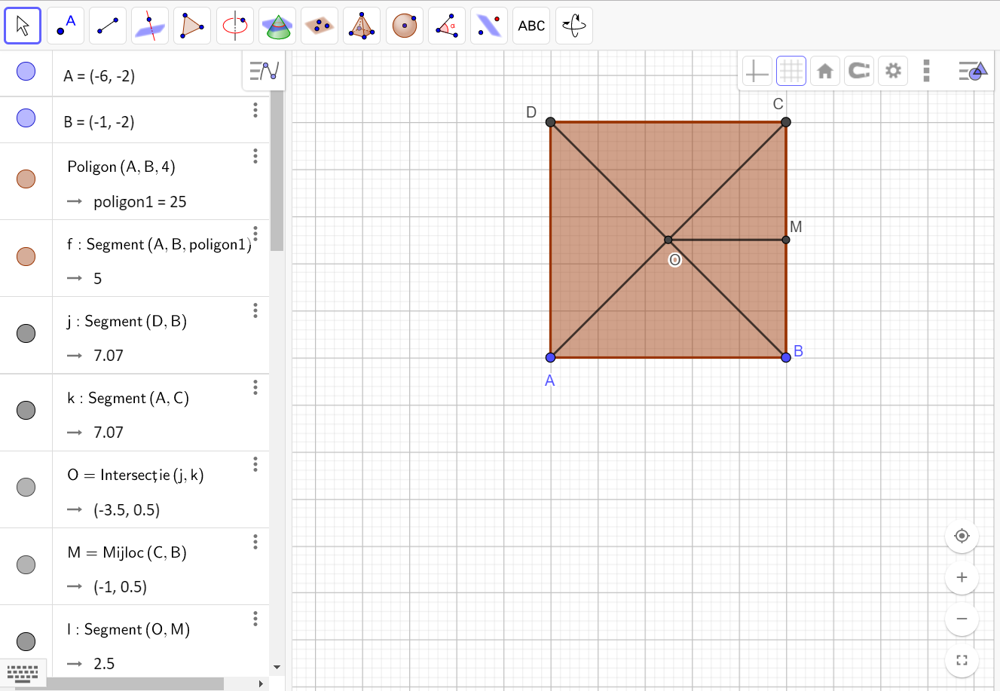 A
α
ABC
A = (-6, -2)
B = (-1, -2)
Poligon (A, B, 4)
→ poligon1 = 25
f : Segment (A, B, poligon1)
→ 5
j : Segment (D, B)
→ 7.07
k : Segment (A, C)
→ 7.07
O = Intersecție (j, k)
→ (-3.5, 0.5)
M = Mijloc (C, B)
→ (-1, 0.5)
l : Segment (O, M)
→ 2.5
D
C
M
O
B
A